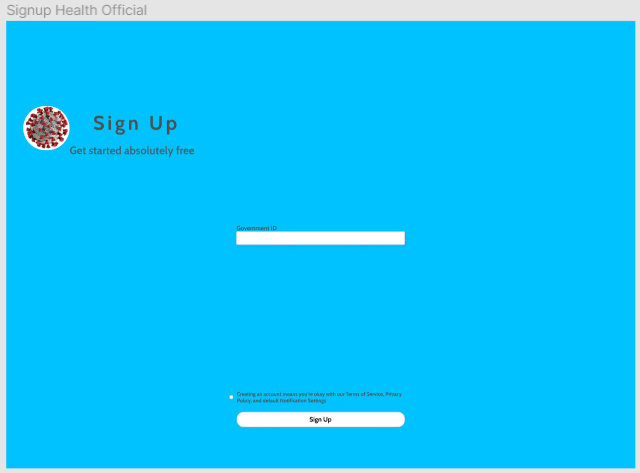 Signup Health Official
Sign Up
Get started absolutely free
Government ID
Creating an account means you're okay with our Terms of Service, Privacy
Policy, and default Notification Settings
Sign Up